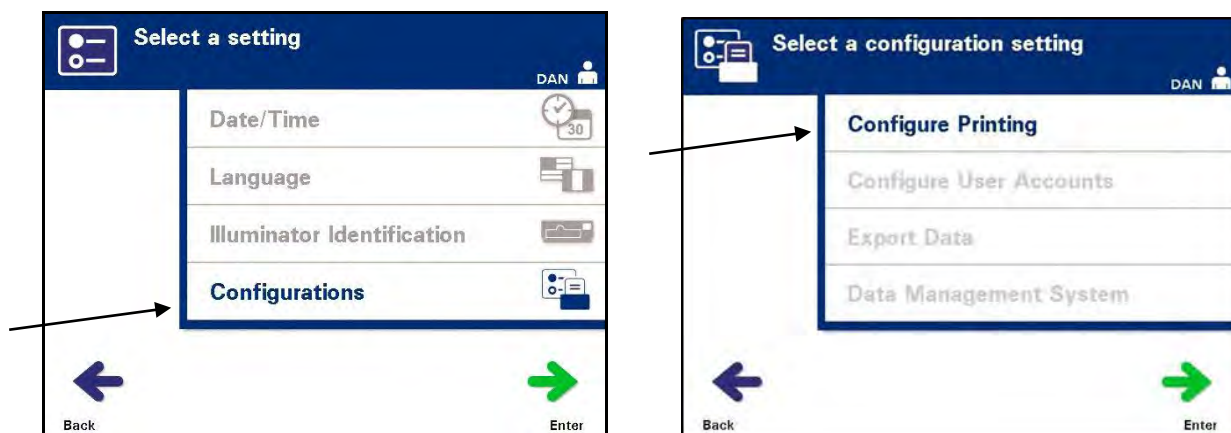 Select a setting
DAN
Date/Time
30
Language
Illuminator Identification
Configurations
Back
Enter
Select a configuration setting
DAN
Configure Printing
Configure User Accounts
Export Data
Data Management System
Back
Enter